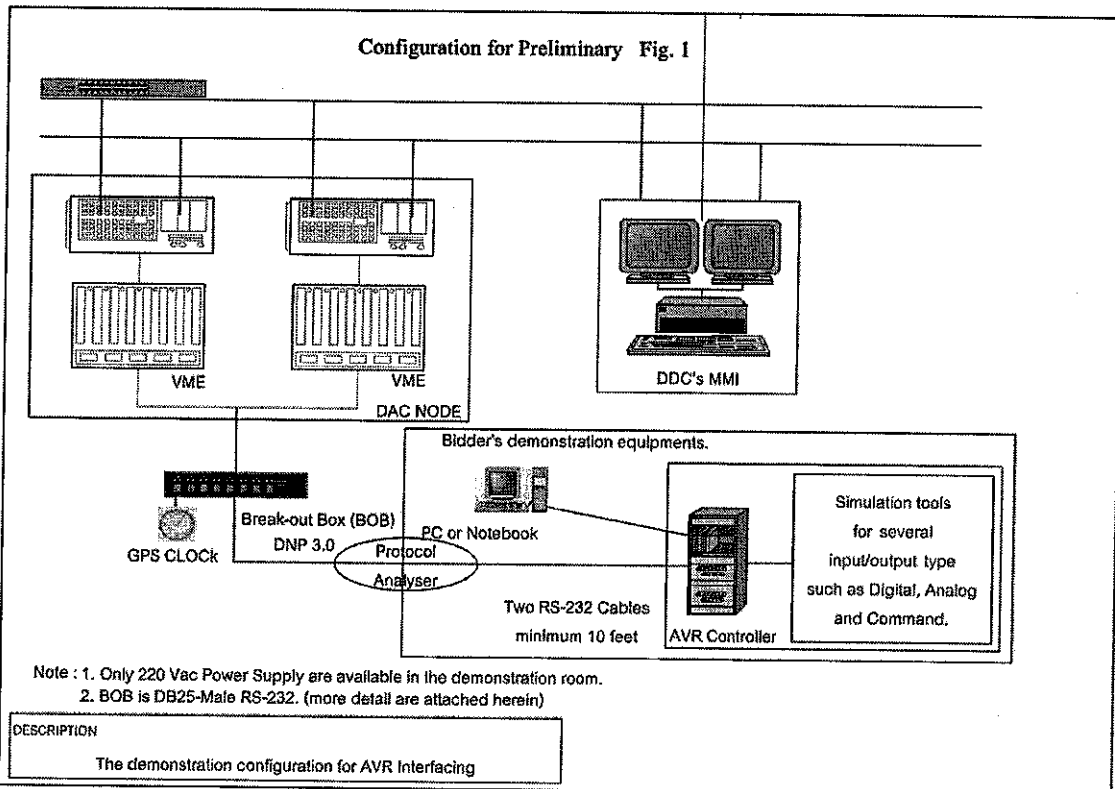 Configuration for Preliminary Fig. 1
VME
VME
DAC NODE
DDC's MMI
Bidder's demonstration equipments.
GPS CLOCk
Break-out Box (BOB)
DNP 3.0
PC or Notebook
Protocol
Analyser
Two RS-232 Cables
minimum 10 feet
AVR Controller
Simulation tools
for several
input/output type
such as Digital, Analog
and Command.
Note : 1. Only 220 Vac Power Supply are available in the demonstration room.
2. BOB is DB25-Male RS-232. (more detail are attached herein)
DESCRIPTION
The demonstration configuration for AVR Interfacing